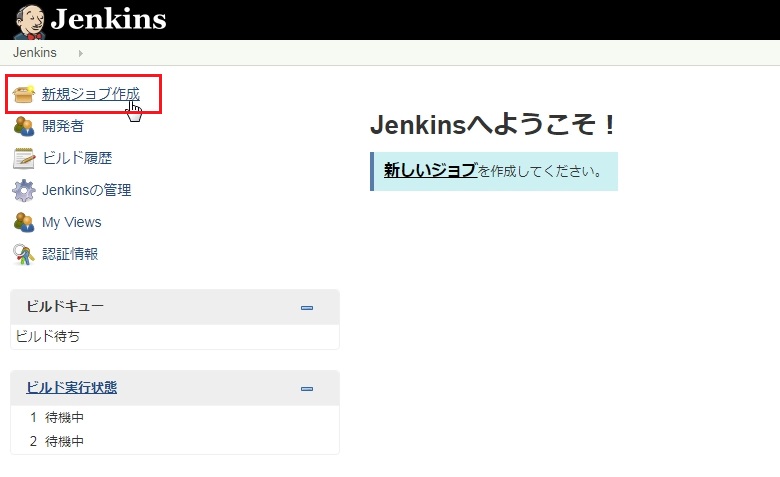 Jenkins
Jenkins
新規ジョブ作成
開発者
ビルド履歴
Jenkinsの管理
My Views
認証情報
ビルドキュー
ビルド待ち
ビルド実行状態
1 待機中
2 待機中
Jenkinsへようこそ！
新しいジョブを作成してください。